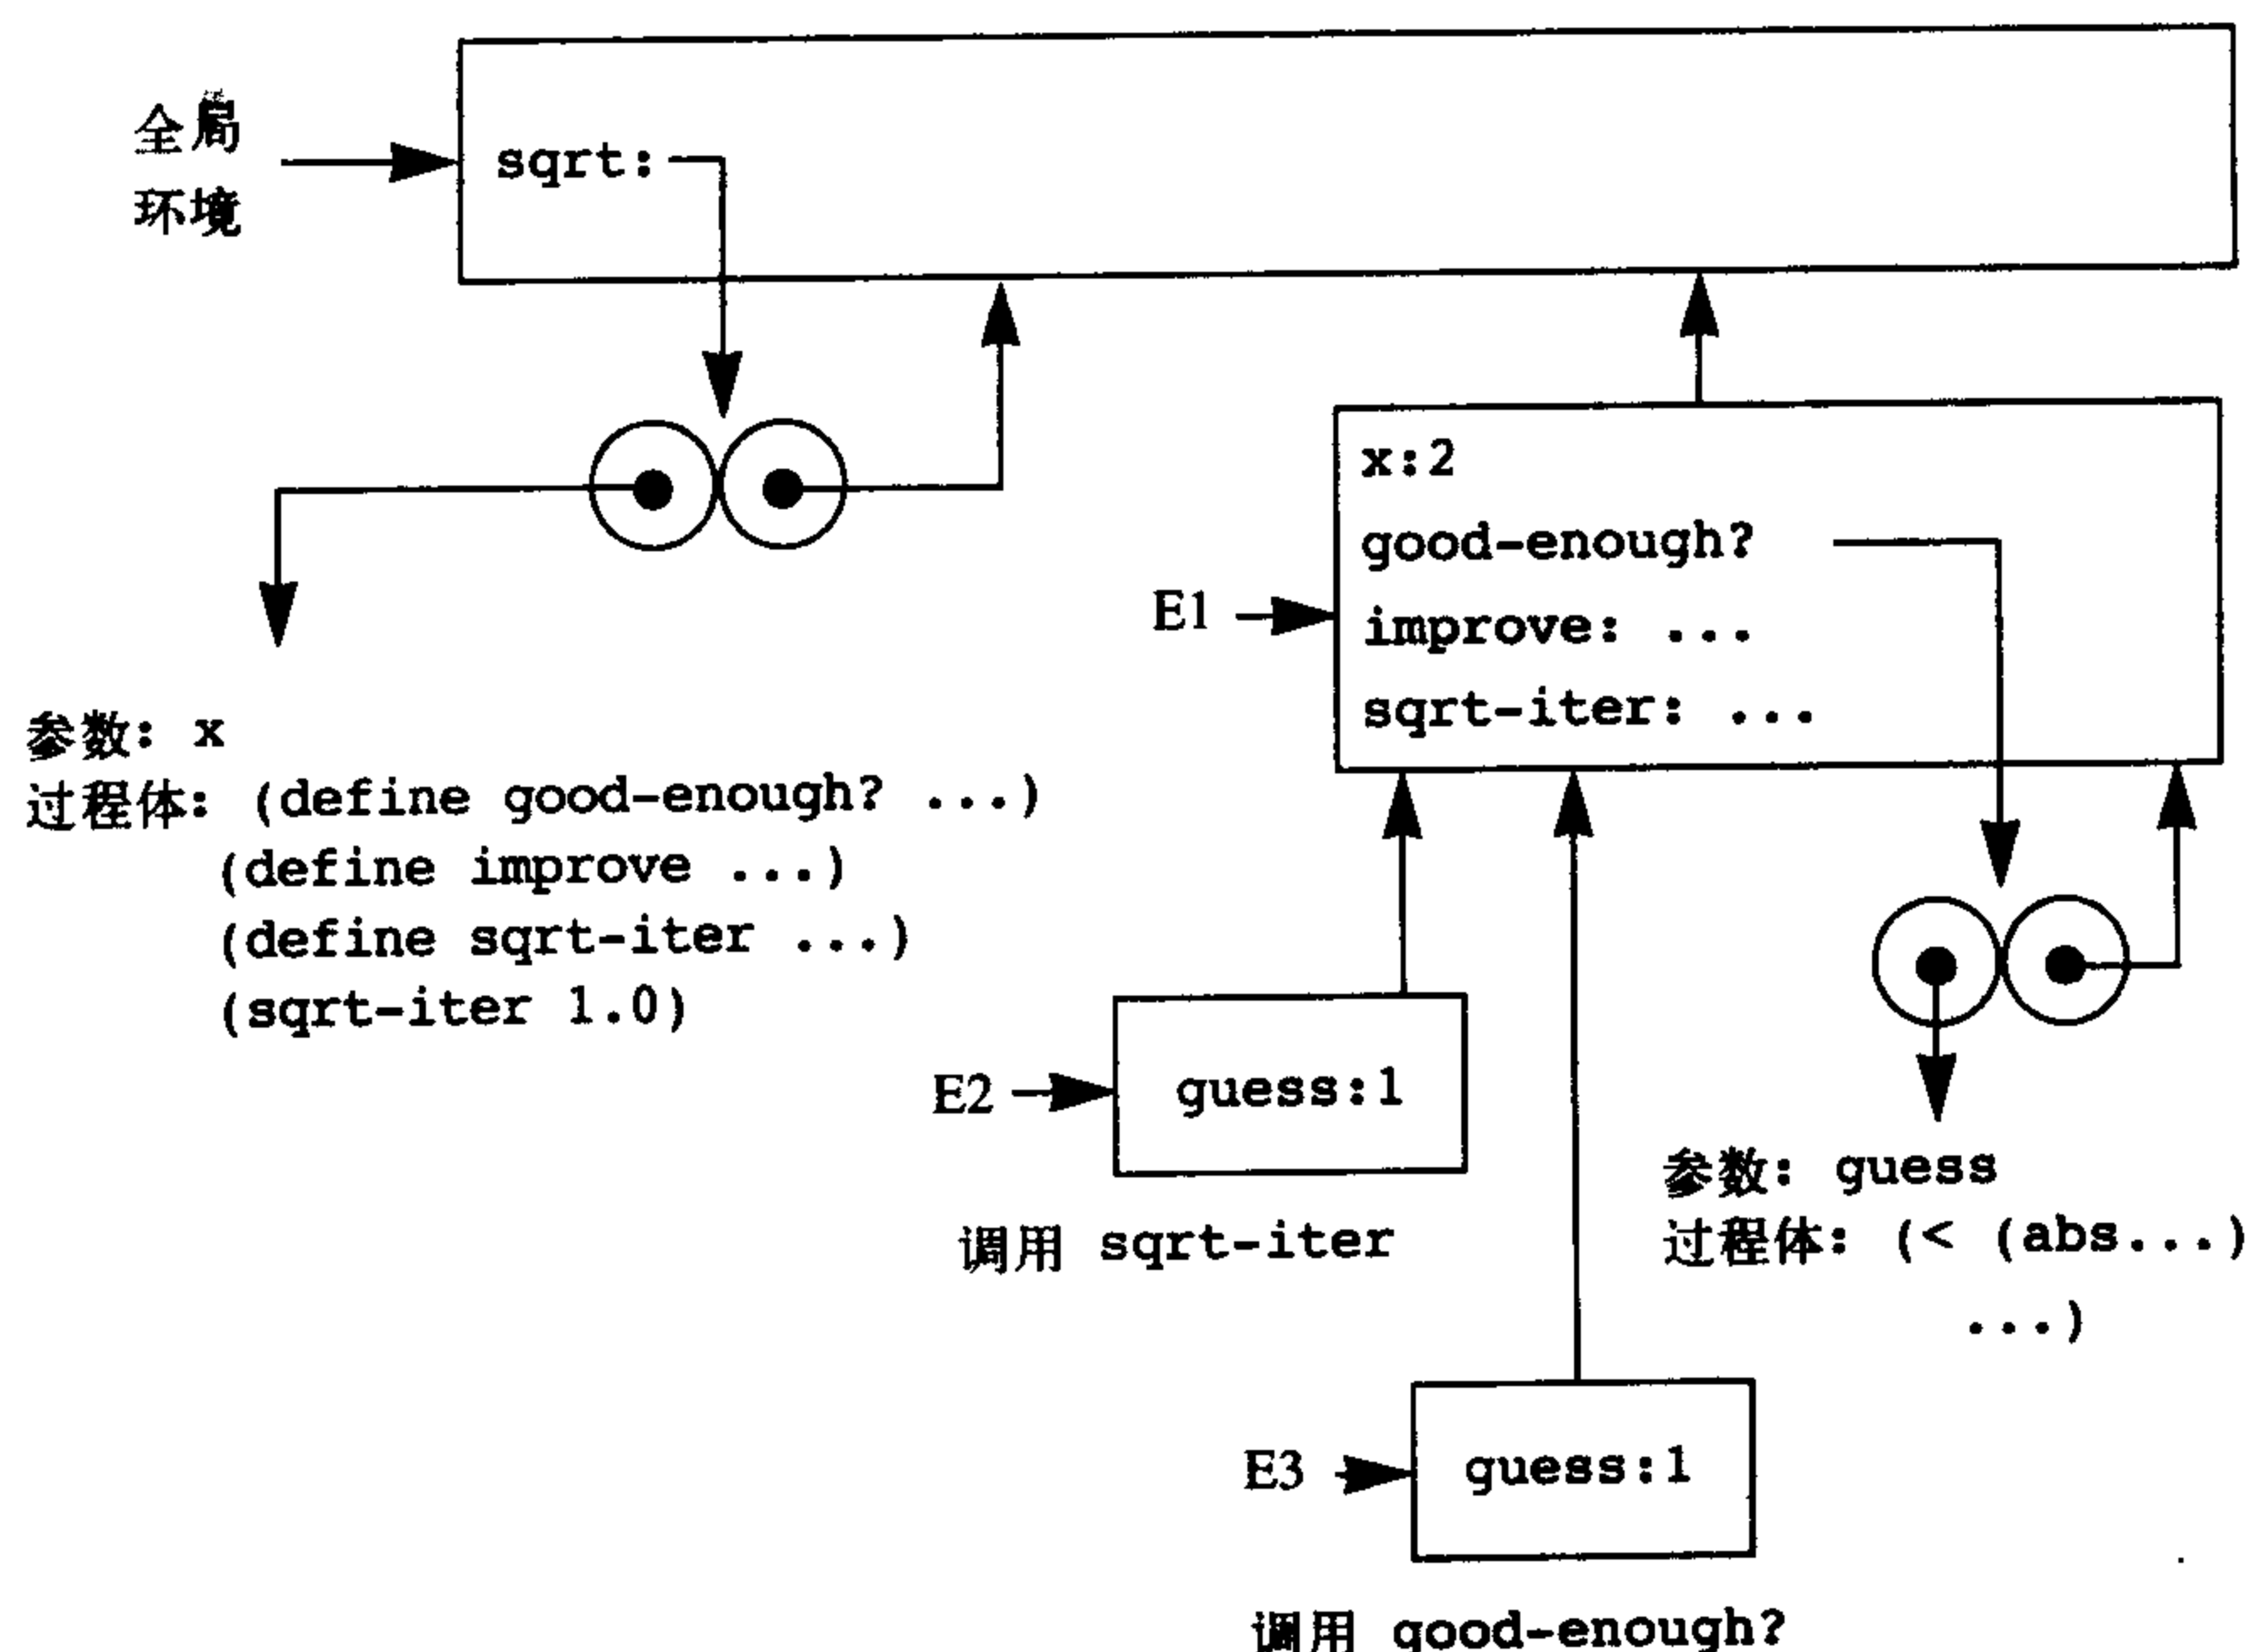 全局
环境
sqrt:
x:2
good-enough?
E1
improve: ...
sqrt-iter: ...
参数: x
过程体: (define good-enough? ...)
(define improve ...)
(define sqrt-iter ...)
(sqrt-iter 1.0)
E2
guess:1
调用 sqrt-iter
参数: guess
过程体: (< (abs...)
...)
E3
guess:1
调用 good-enough?